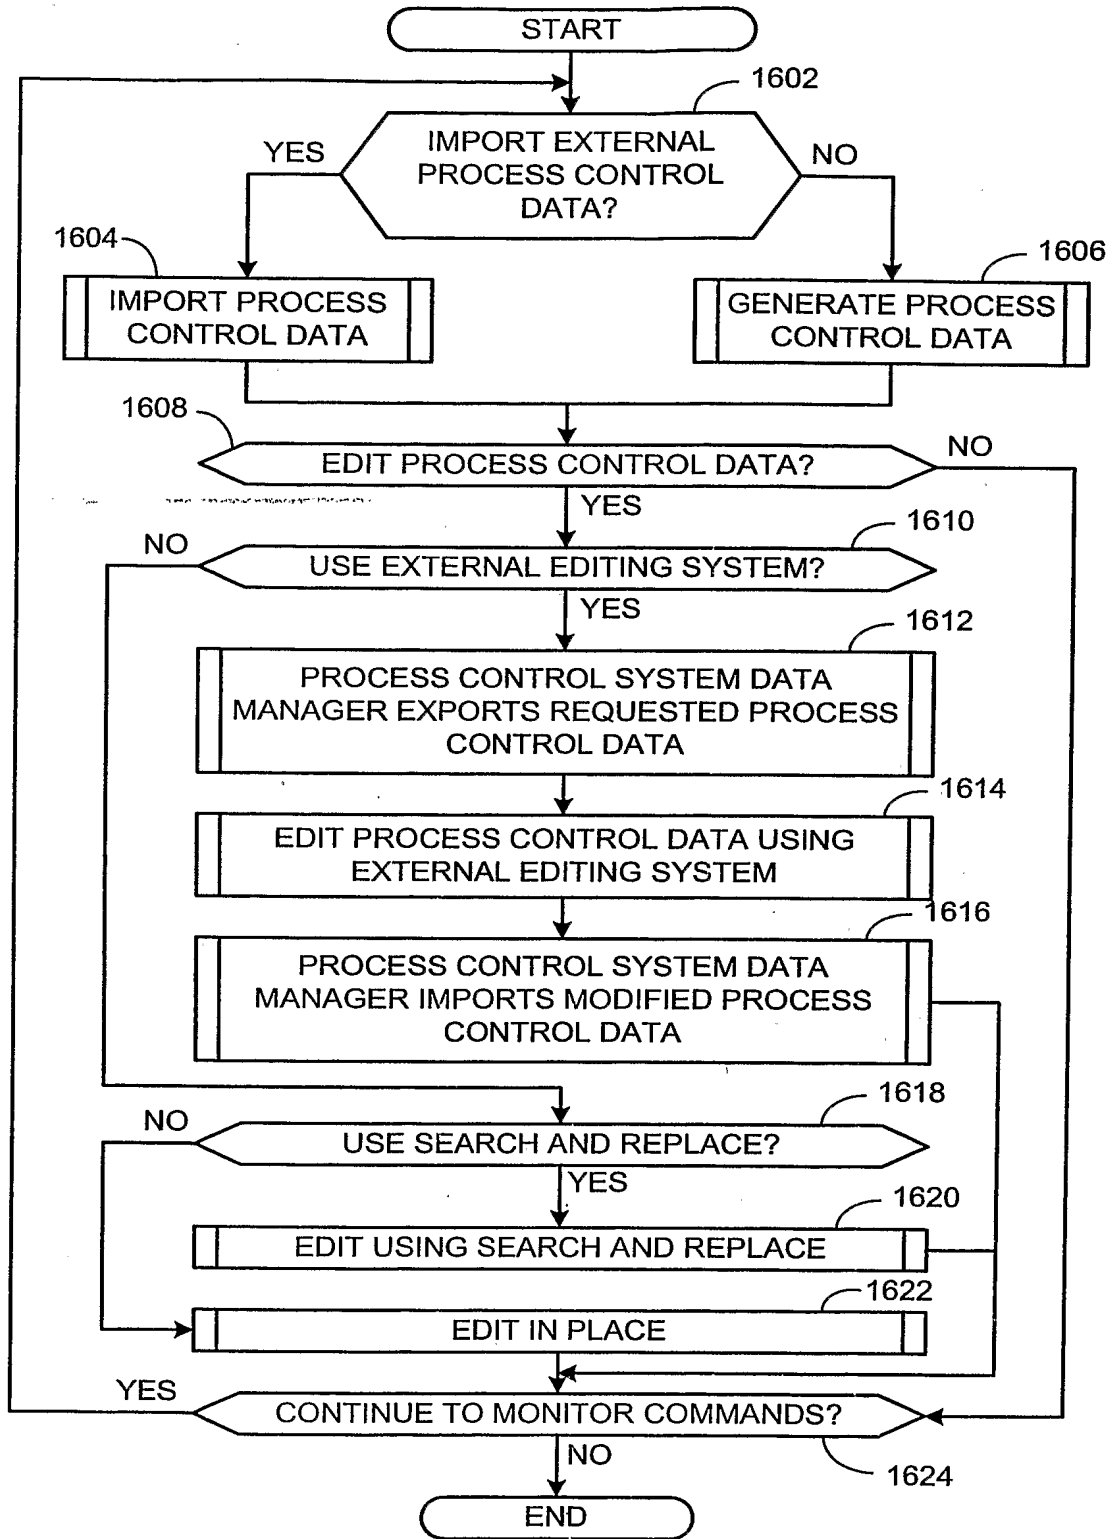 START
1602
IMPORT EXTERNAL
PROCESS CONTROL
DATA?
YES
NO
1604
IMPORT PROCESS
CONTROL DATA
1606
GENERATE PROCESS
CONTROL DATA
1608
EDIT PROCESS CONTROL DATA?
NO
YES
1610
NO
USE EXTERNAL EDITING SYSTEM?
YES
1612
PROCESS CONTROL SYSTEM DATA
MANAGER EXPORTS REQUESTED PROCESS
CONTROL DATA
1614
EDIT PROCESS CONTROL DATA USING
EXTERNAL EDITING SYSTEM
1616
PROCESS CONTROL SYSTEM DATA
MANAGER IMPORTS MODIFIED PROCESS
CONTROL DATA
1618
NO
USE SEARCH AND REPLACE?
YES
1620
EDIT USING SEARCH AND REPLACE
1622
EDIT IN PLACE
YES
CONTINUE TO MONITOR COMMANDS?
NO
1624
END